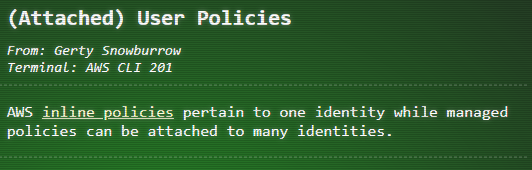 (Attached) User Policies
From: Gerty Snowburrow
Terminal: AWS CLI 201
AWS inline policies pertain to one identity while managed
policies can be attached to many identities.